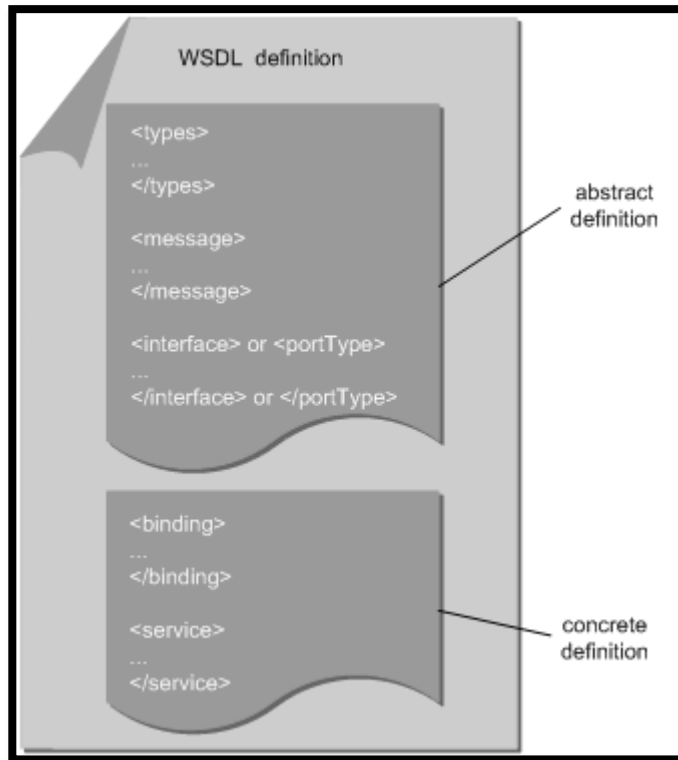 WSDL definition
<types>
...
</types>
<message>
...
</message>
<interface> or <portType>
...
</interface> or </portType>
abstract
definition
<binding>
...
</binding>
<service>
...
</service>
concrete
definition